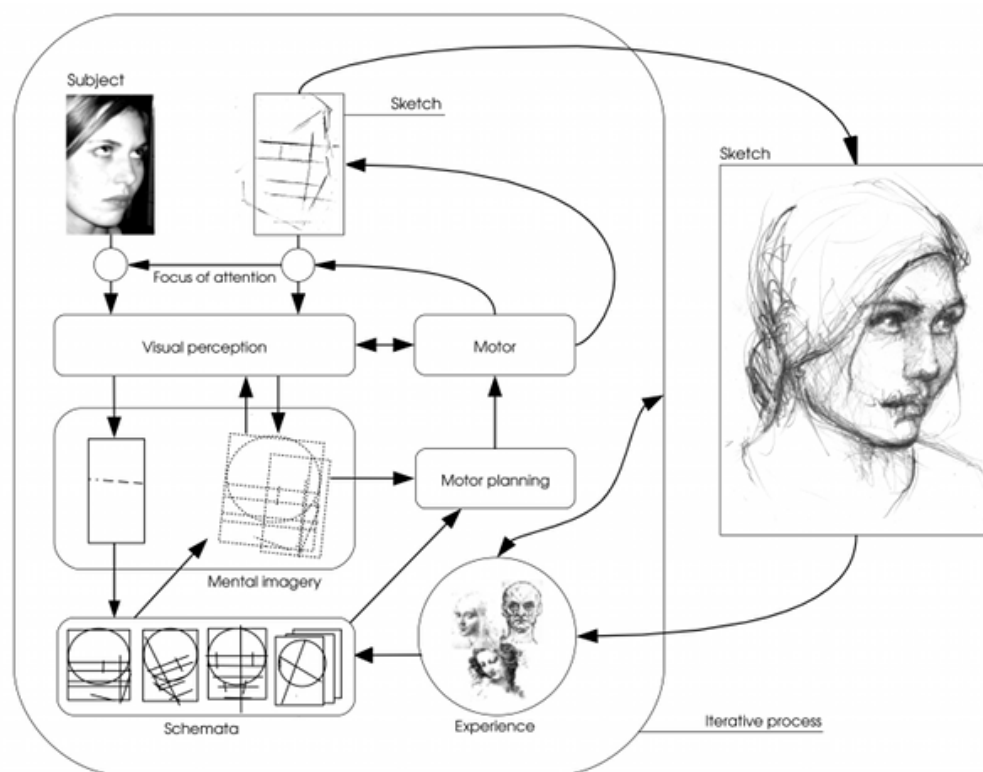 Subject
Sketch
Sketch
Focus of attention
Visual perception
Motor
Motor planning
Mental imagery
Schemata
Experience
Iterative process